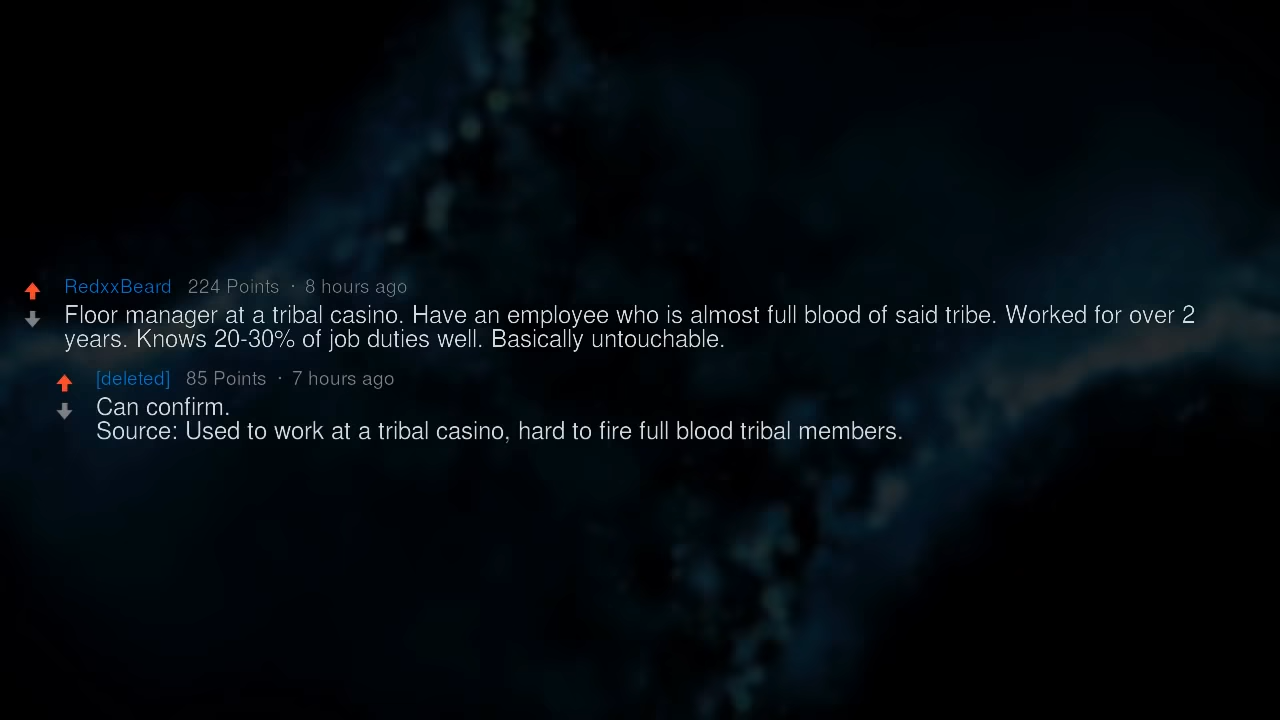 RedxxBeard 224 Points · 8 hours ago
Floor manager at a tribal casino. Have an employee who is almost full blood of said tribe. Worked for over 2
years. Knows 20-30% of job duties well. Basically untouchable.
[deleted] 85 Points · 7 hours ago
Can confirm.
Source: Used to work at a tribal casino, hard to fire full blood tribal members.